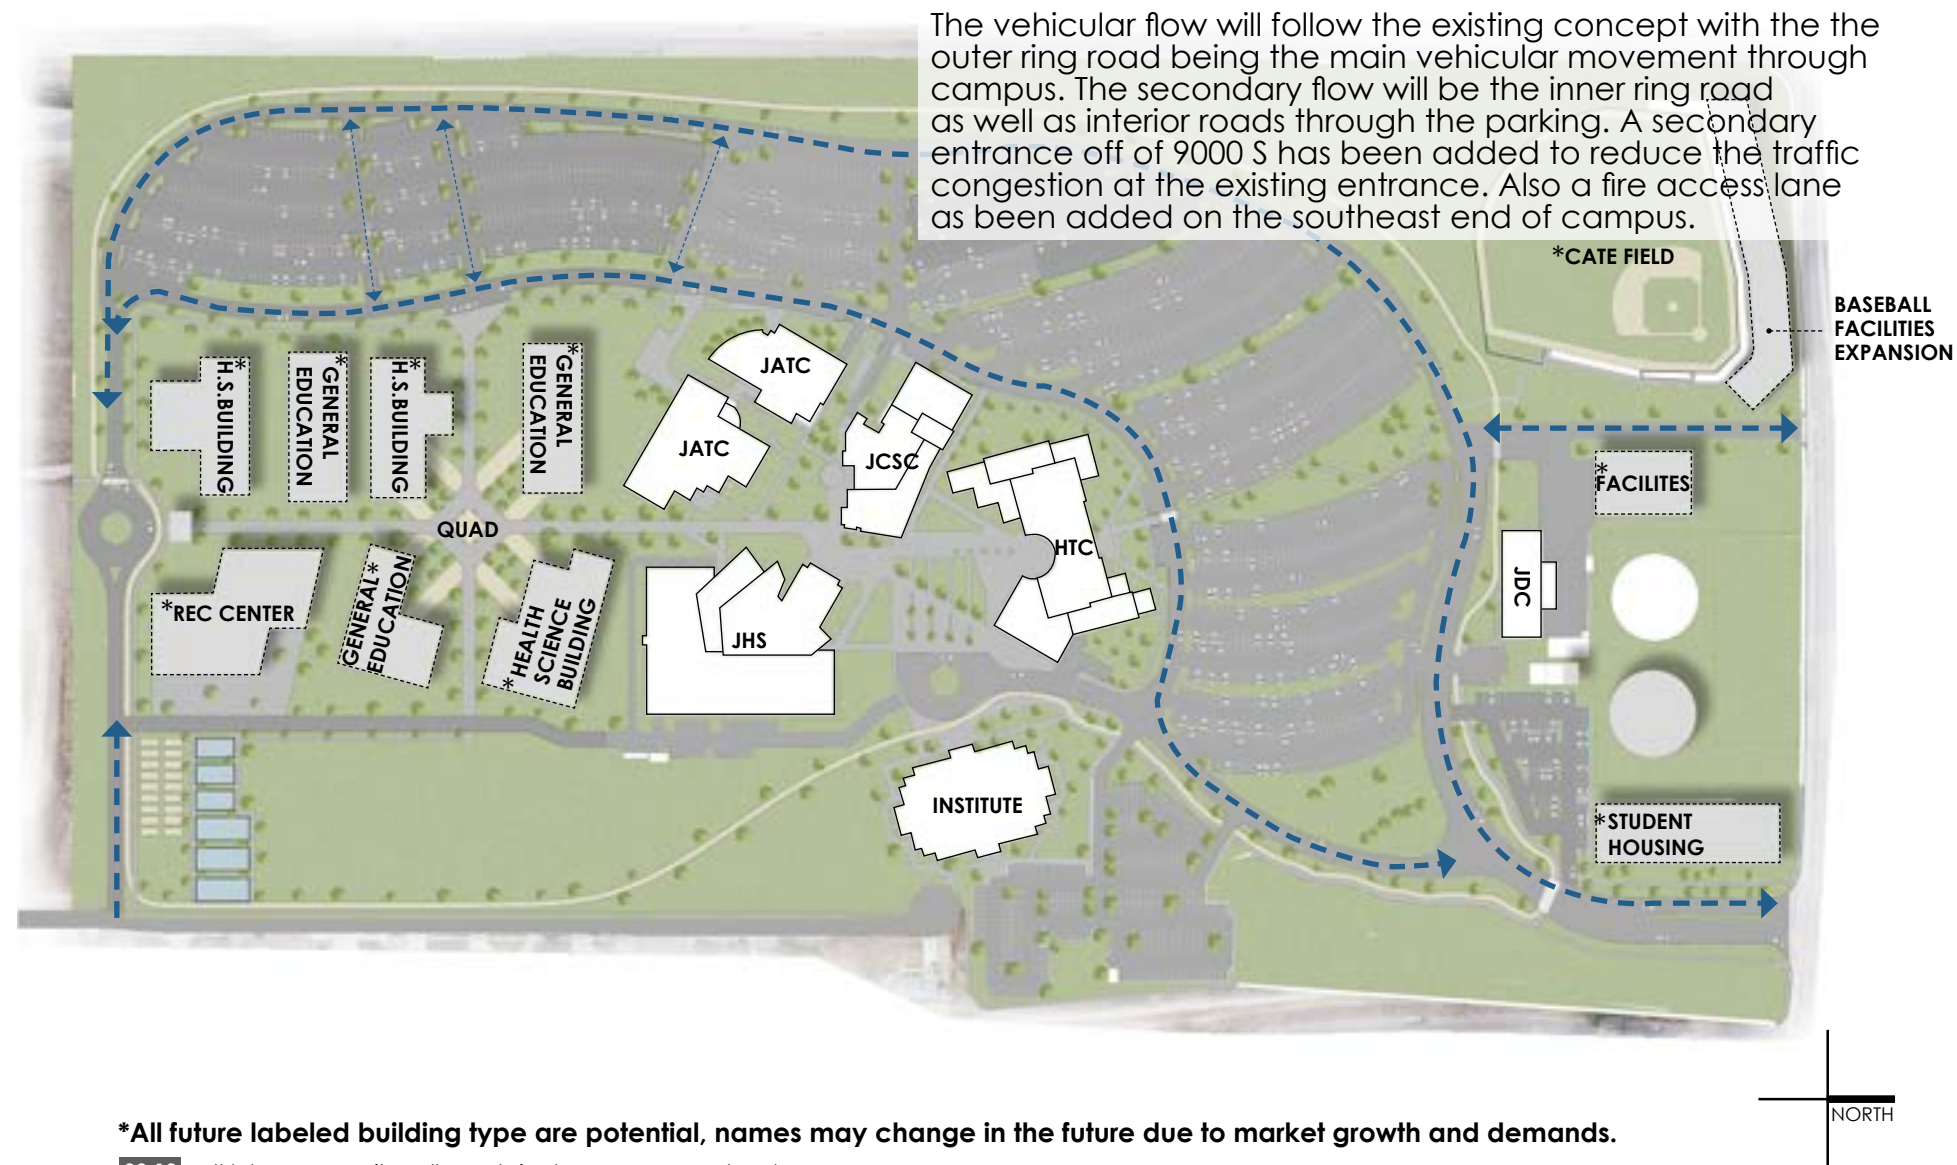 The vehicular flow will follow the existing concept with the the
outer ring road being the main vehicular movement through
campus. The secondary flow will be the inner ring road
as well as interior roads through the parking. A secondary
entrance off of 9000 S has been added to reduce the traffic
congestion at the existing entrance. Also a fire access lane
as been added on the southeast end of campus.
*CATE FIELD
BASEBALL
FACILITIES
EXPANSION
*H.S.BUILDING
*GENERAL
EDUCATION
*H.S.BUILDING
*GENERAL
EDUCATION
JATC
JATC
JCSC
HTC
*FACILITES
QUAD
JDC
*REC CENTER
GENERAL*
EDUCATION
*HEALTH
SCIENCE
BUILDING
JHS
INSTITUTE
*STUDENT
HOUSING
NORTH
*All future labeled building type are potential, names may change in the future due to market growth and demands.